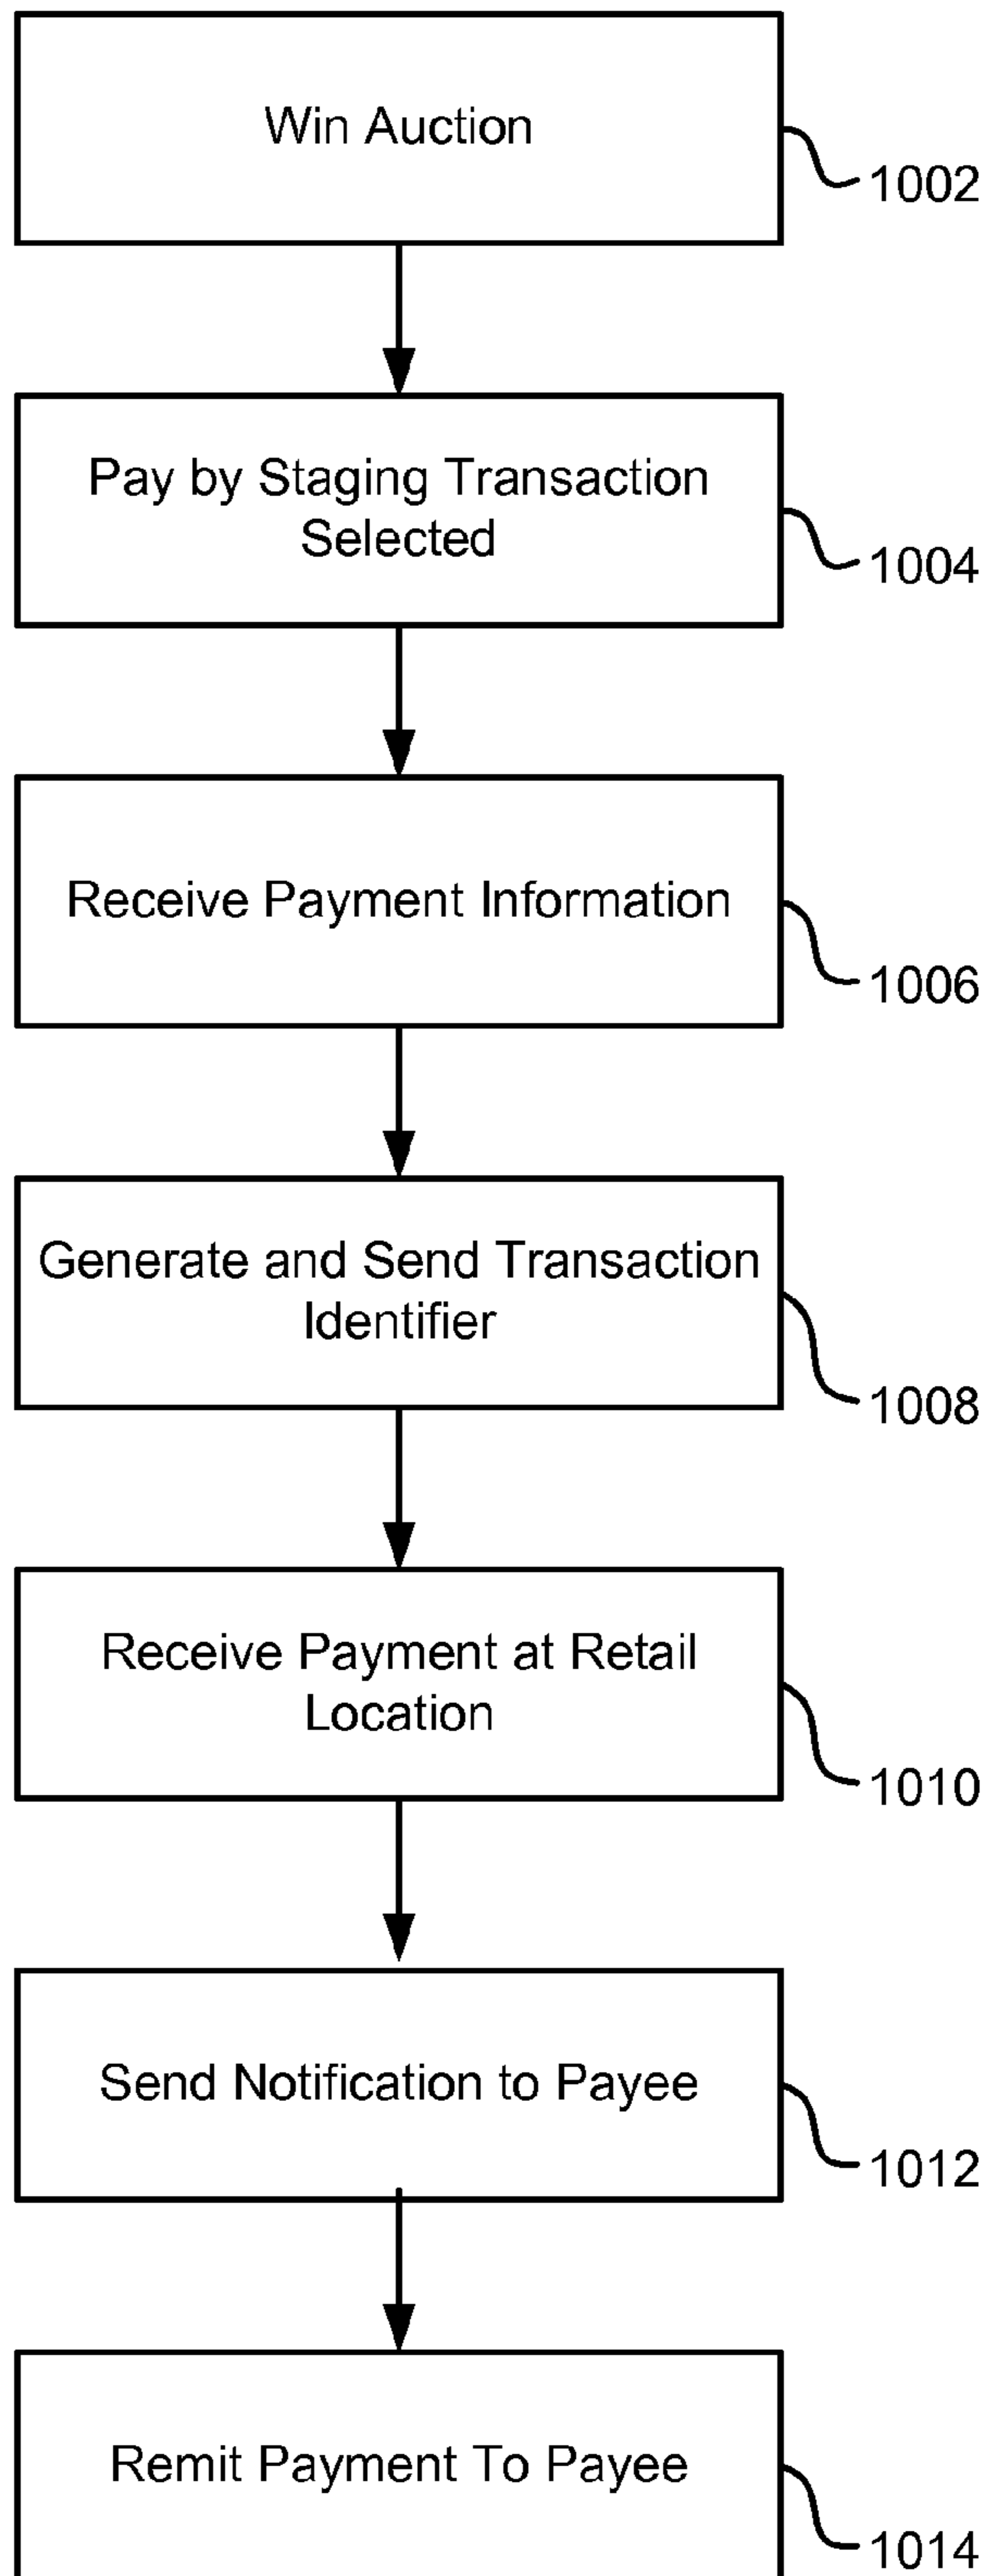 Win Auction
1002
Pay by Staging Transaction
Selected
1004
Receive Payment Information
1006
Generate and Send Transaction
Identifier
1008
Receive Payment at Retail
Location
1010
Send Notification to Payee
1012
Remit Payment To Payee
1014